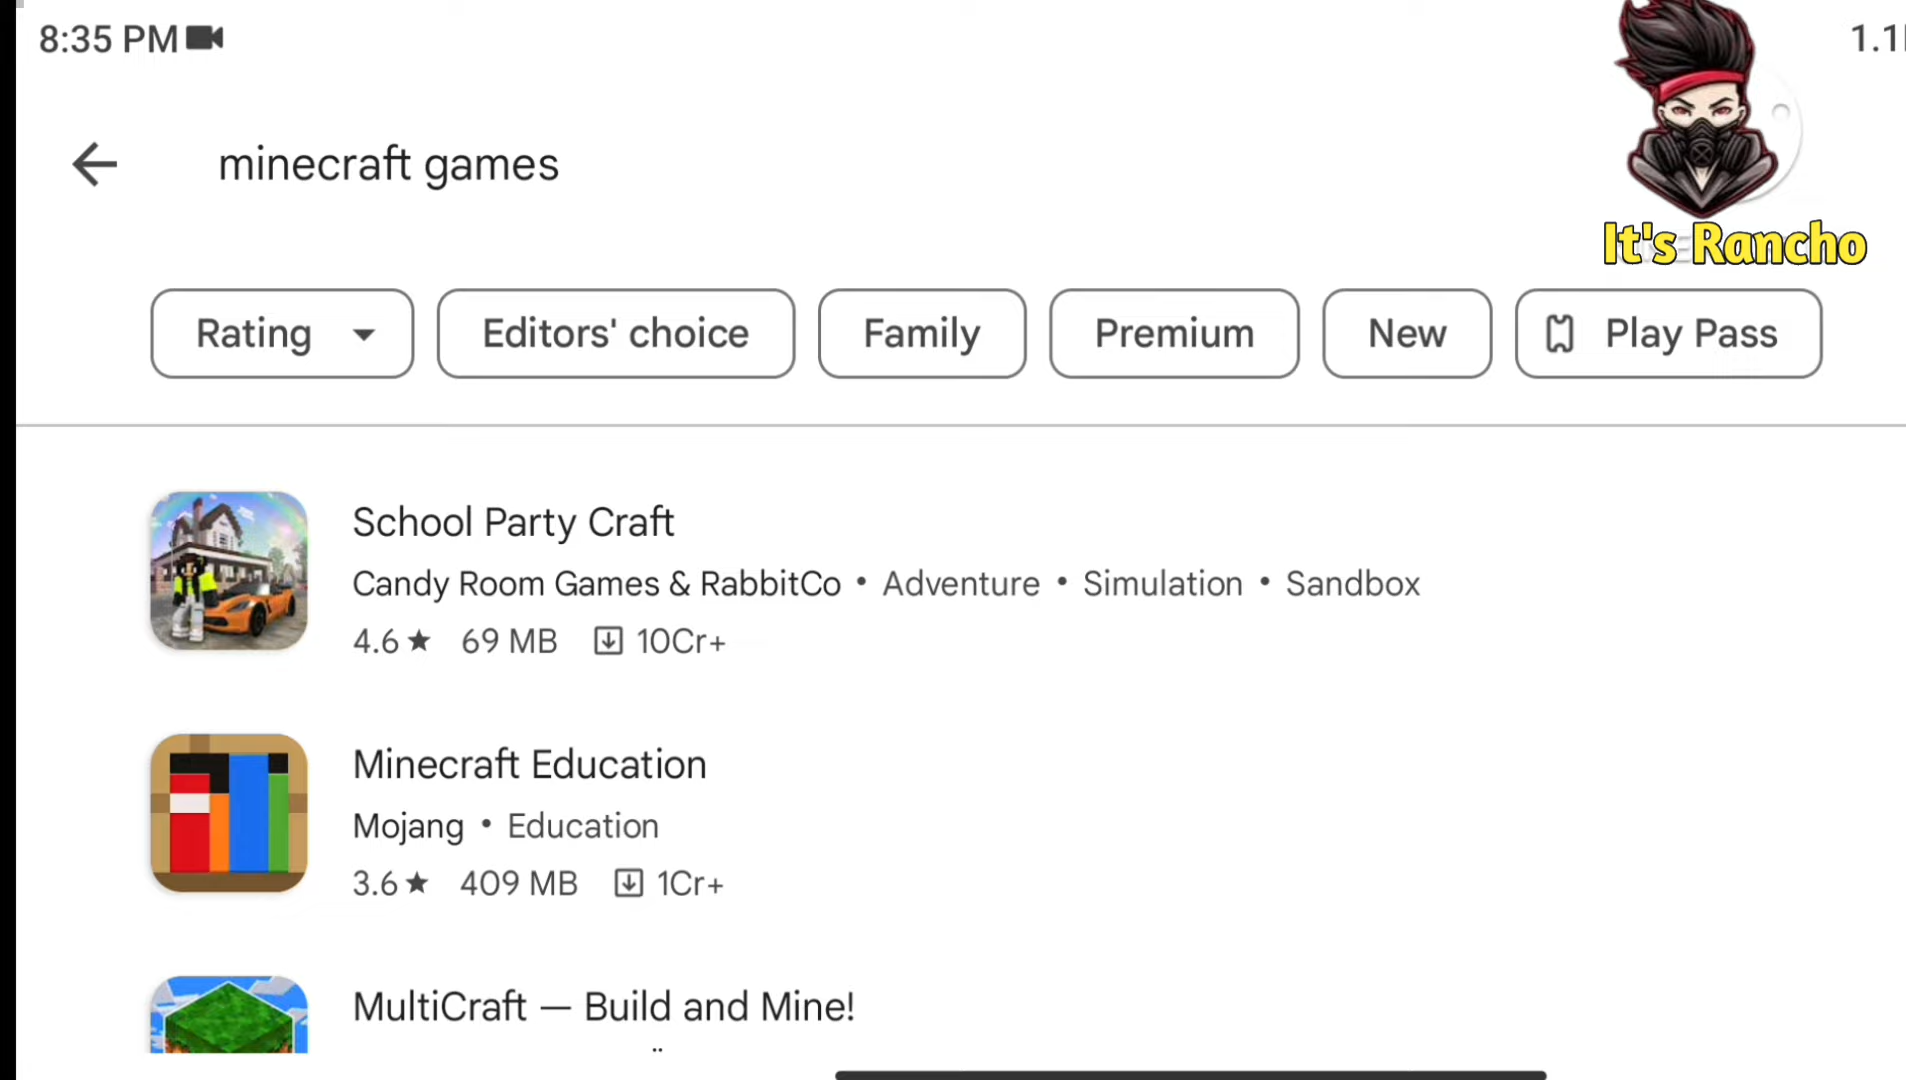 8:35 PM
1.1
minecraft games
It's Rancho
Rating
Editors' choice
Family
Premium
New
Play Pass
School Party Craft
Candy Room Games & RabbitCo • Adventure • Simulation • Sandbox
4.6★ 69 MB 10Cr+
Minecraft Education
Mojang • Education
3.6★ 409 MB 1Cr+
MultiCraft — Build and Mine!